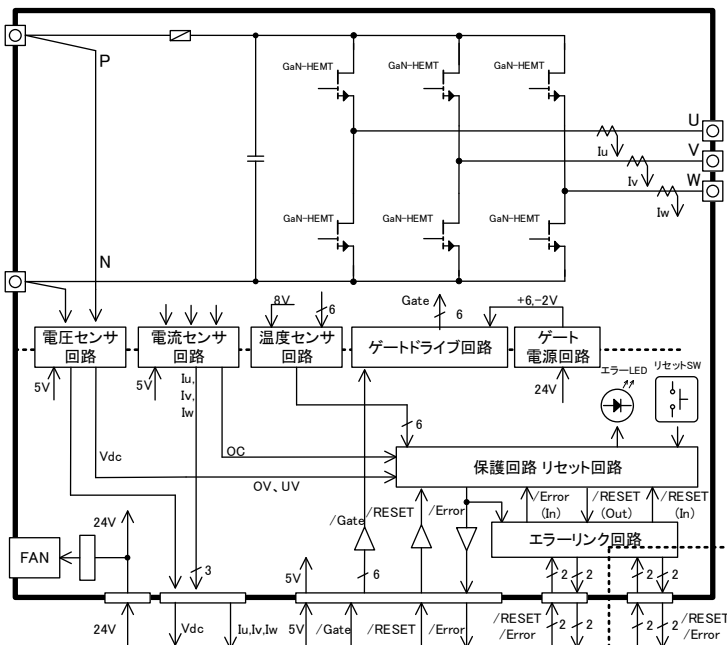 P
GaN-HEMT
GaN-HEMT
GaN-HEMT
U
Iu
V
Iv
W
Iw
GaN-HEMT
GaN-HEMT
GaN-HEMT
N
8V
6
Gate
6
+6,-2V
電圧センサ
回路
電流センサ
回路
温度センサ
回路
ゲートドライブ回路
ゲート
電源回路
5V
5V
Iu,
Iv,
Iw
24V
エラーLED
リセットSW
6
Vdc
OC
OV、UV
保護回路 リセット回路
/Gate
/RESET
/Error
/Error
(In)
/RESET
(Out)
/RESET
(In)
24V
エラーリンク回路
FAN
3
5V
6
2
2
2
2
24V
Vdc
Iu,Iv,Iw
5V
/Gate
/RESET
/Error
/RESET
/Error
2
2
2
2
/RESET
/Error